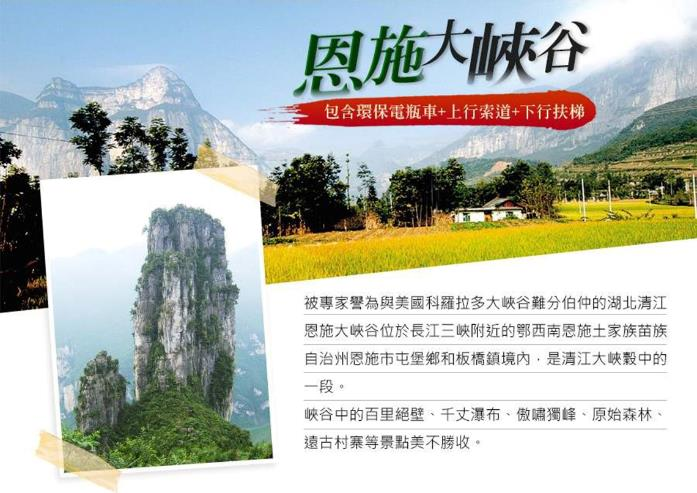 恩施大峽谷
包含環保電瓶車+上行索道+下行扶梯
被專家譽為與美國科羅拉多大峽谷難分伯仲的湖北清江
恩施大峽谷位於長江三峽附近的鄂西南恩施土家族苗族
自治州恩施市屯堡鄉和板橋鎮境內，是清江大峽穀中的
一段。
峽谷中的百里絕壁、千丈瀑布、傲嘯獨峰、原始森林、
遠古村寨等景點美不勝收。